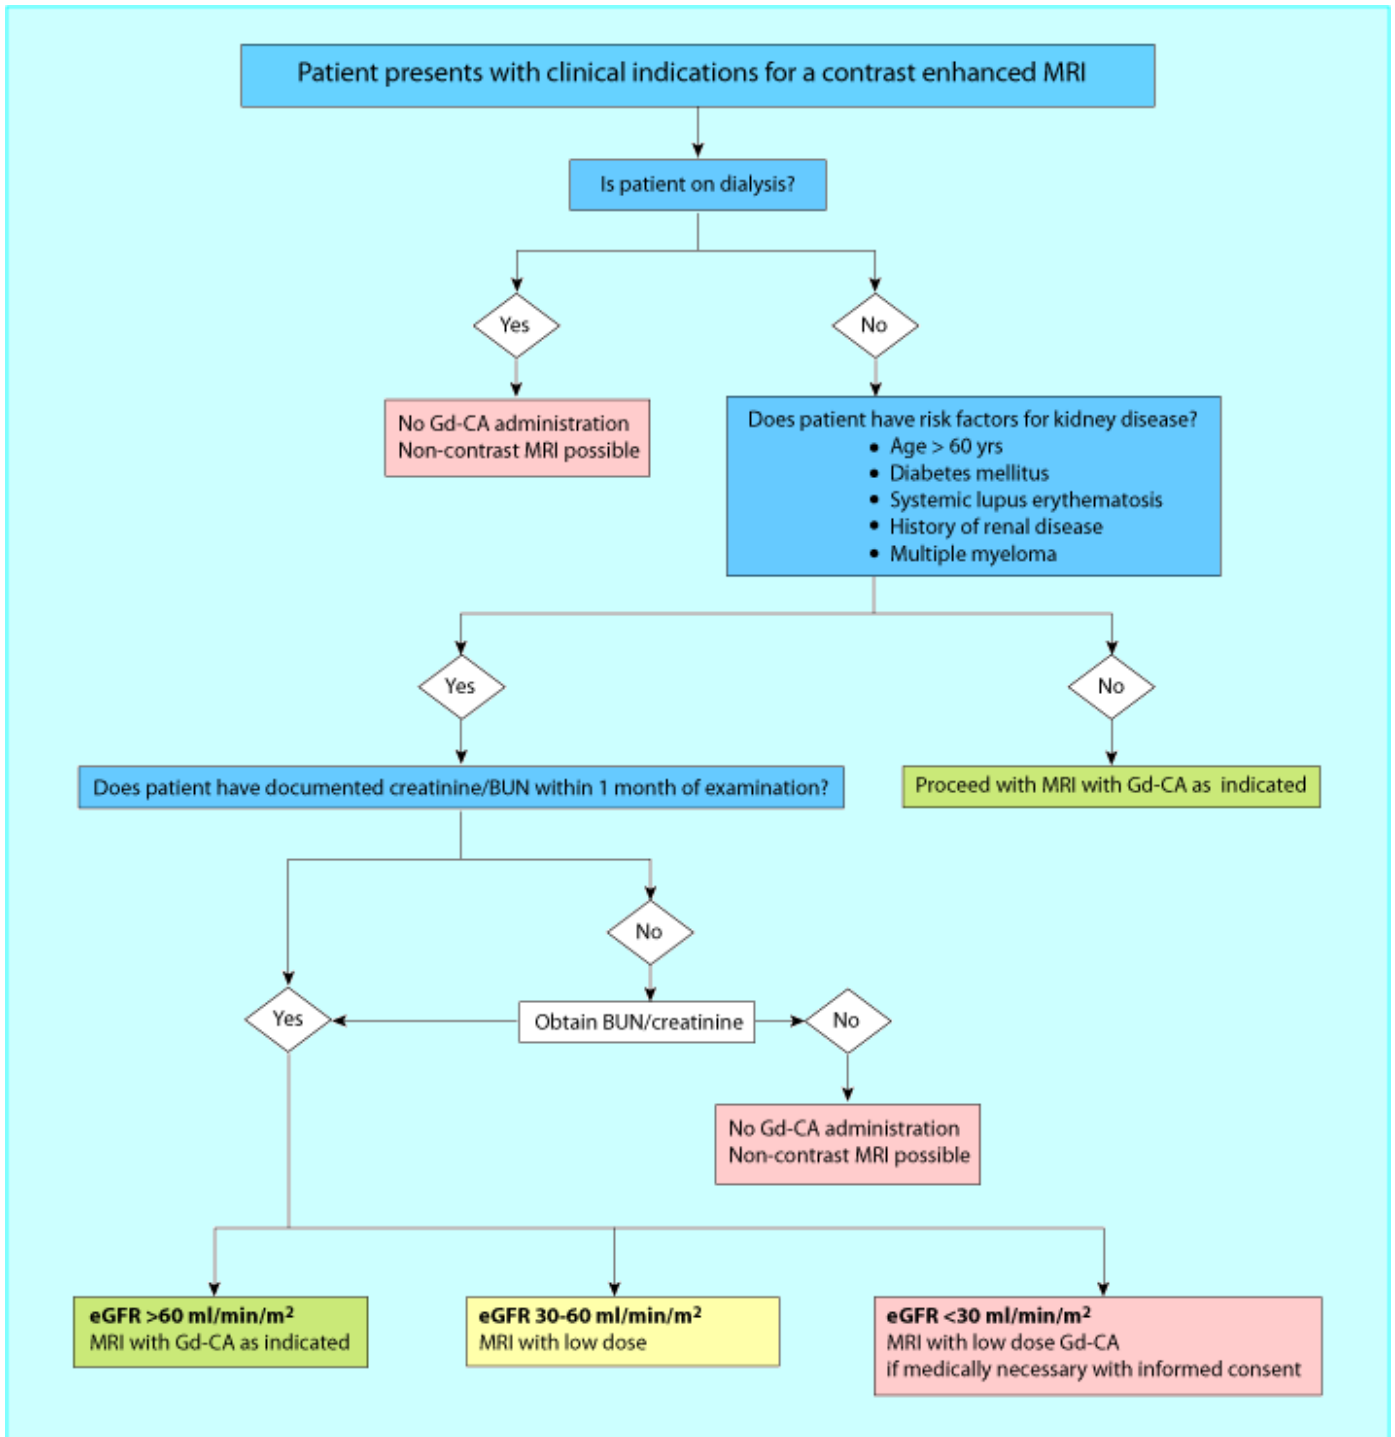 Patient presents with clinical indications for a contrast enhanced MRI
Is patient on dialysis?
Yes
No
No Gd-CA administration
Non-contrast MRI possible
Does patient have risk factors for kidney disease?
• Age > 60 yrs
• Diabetes mellitus
• Systemic lupus erythematosis
• History of renal disease
• Multiple myeloma
Yes
No
Does patient have documented creatinine/BUN within 1 month of examination?
Proceed with MRI with Gd-CA as indicated
No
Yes
Obtain BUN/creatinine
No
No Gd-CA administration
Non-contrast MRI possible
eGFR >60 ml/min/m²
MRI with Gd-CA as indicated
eGFR 30-60 ml/min/m²
MRI with low dose
eGFR <30 ml/min/m²
MRI with low dose Gd-CA
if medically necessary with informed consent